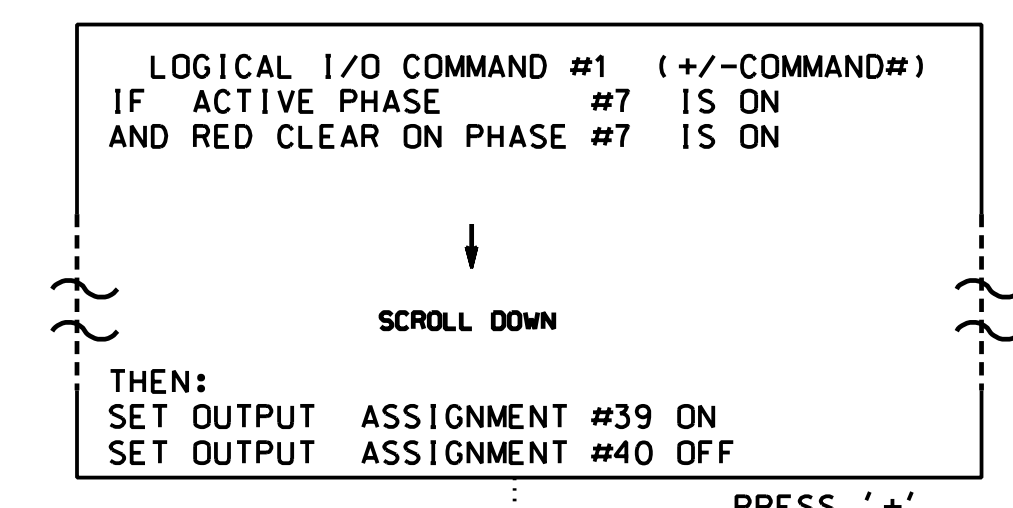 LOGICAL I/O COMMAND #1 (+/-COMMAND#)
IF ACTIVE PHASE #7 IS ON
AND RED CLEAR ON PHASE #7 IS ON
SCROLL DOWN
THEN:
SET OUTPUT ASSIGNMENT #39 ON
SET OUTPUT ASSIGNMENT #40 OFF
PRESS '+'